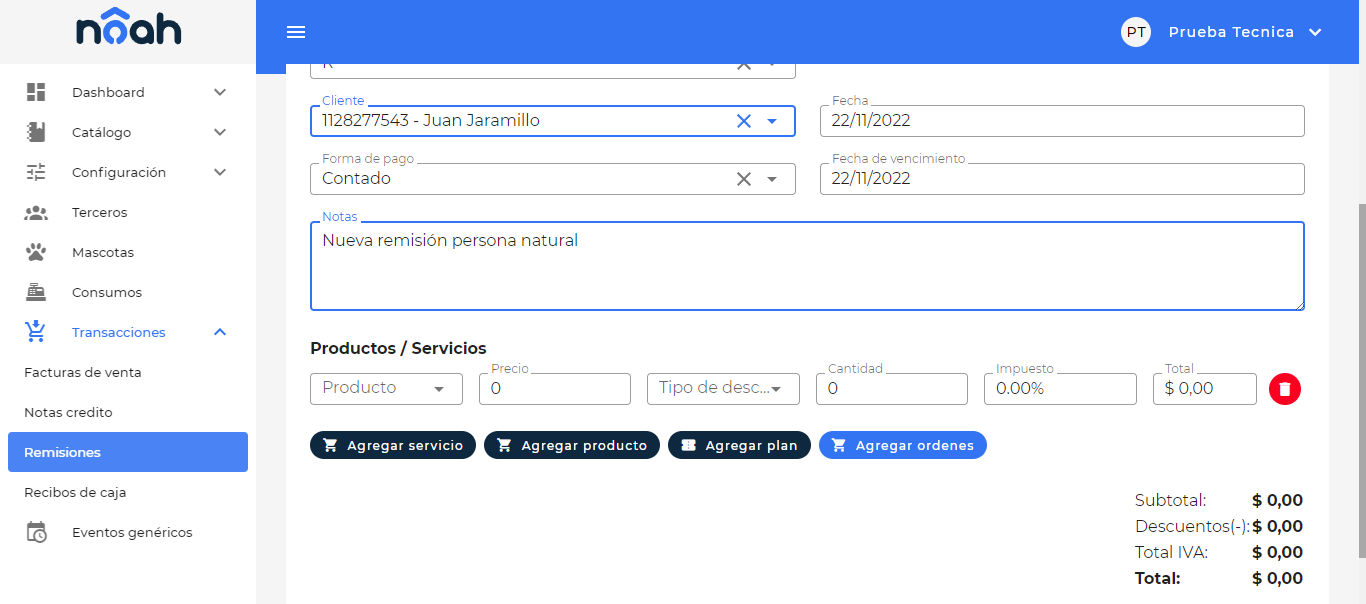 nôah
PT Prueba Tecnica
Dashboard
Catálogo
Configuración
Terceros
Mascotas
Consumos
Transacciones
Facturas de venta
Notas credito
Remisiones
Recibos de caja
Eventos genéricos
Cliente
1128277543 - Juan Jaramillo
Fecha
22/11/2022
Forma de pago
Contado
Fecha de vencimiento
22/11/2022
Notas
Nueva remisión persona natural
Productos / Servicios
Producto
Precio
0
Tipo de desc...
Cantidad
0
Impuesto
0.00%
Total
$ 0,00
Agregar servicio
Agregar producto
Agregar plan
Agregar ordenes
Subtotal: $ 0,00
Descuentos(-): $ 0,00
Total IVA: $ 0,00
Total: $ 0,00